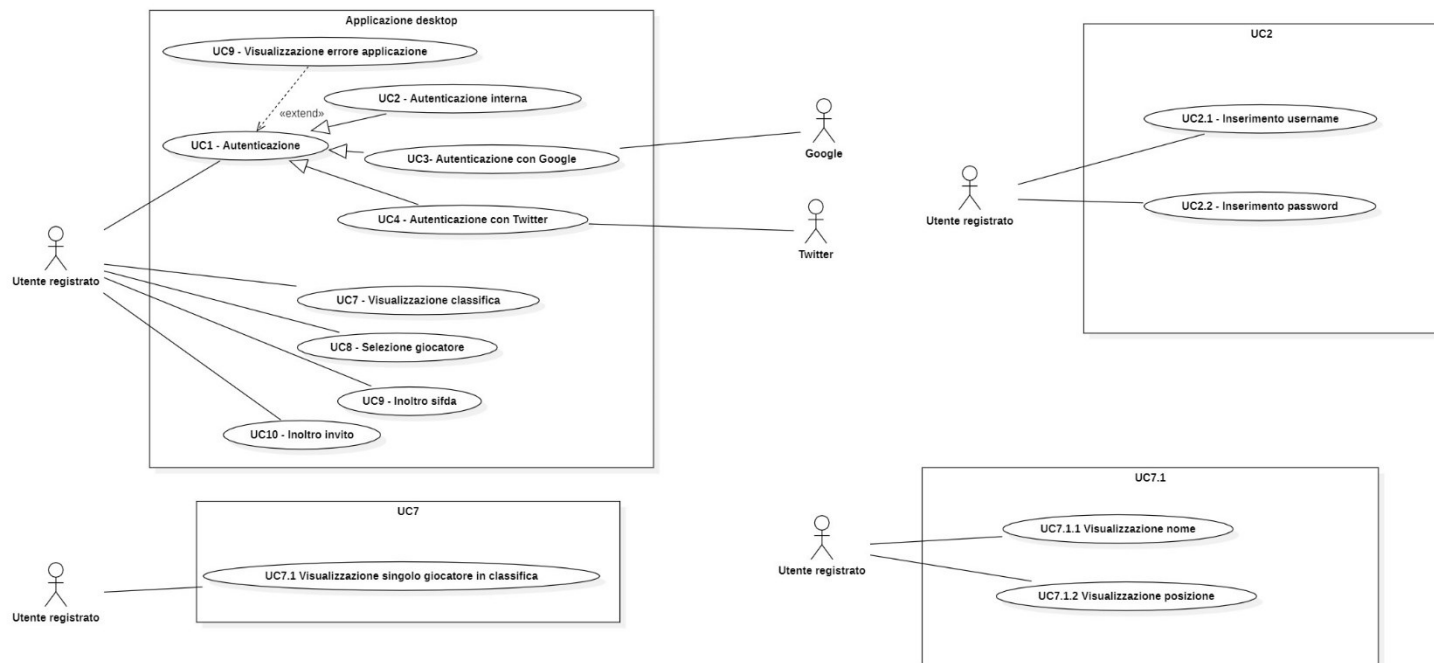 Applicazione desktop
UC9 - Visualizzazione errore applicazione
UC2 - Autenticazione interna
«extend»
UC1 - Autenticazione
UC3- Autenticazione con Google
UC4 - Autenticazione con Twitter
Google
Twitter
Utente registrato
UC7 - Visualizzazione classifica
UC8 - Selezione giocatore
UC9 - Inoltro sifda
UC10 - Inoltro invito
UC2
UC2.1 - Inserimento username
UC2.2 - Inserimento password
Utente registrato
UC7
UC7.1 Visualizzazione singolo giocatore in classifica
Utente registrato
UC7.1
UC7.1.1 Visualizzazione nome
UC7.1.2 Visualizzazione posizione
Utente registrato